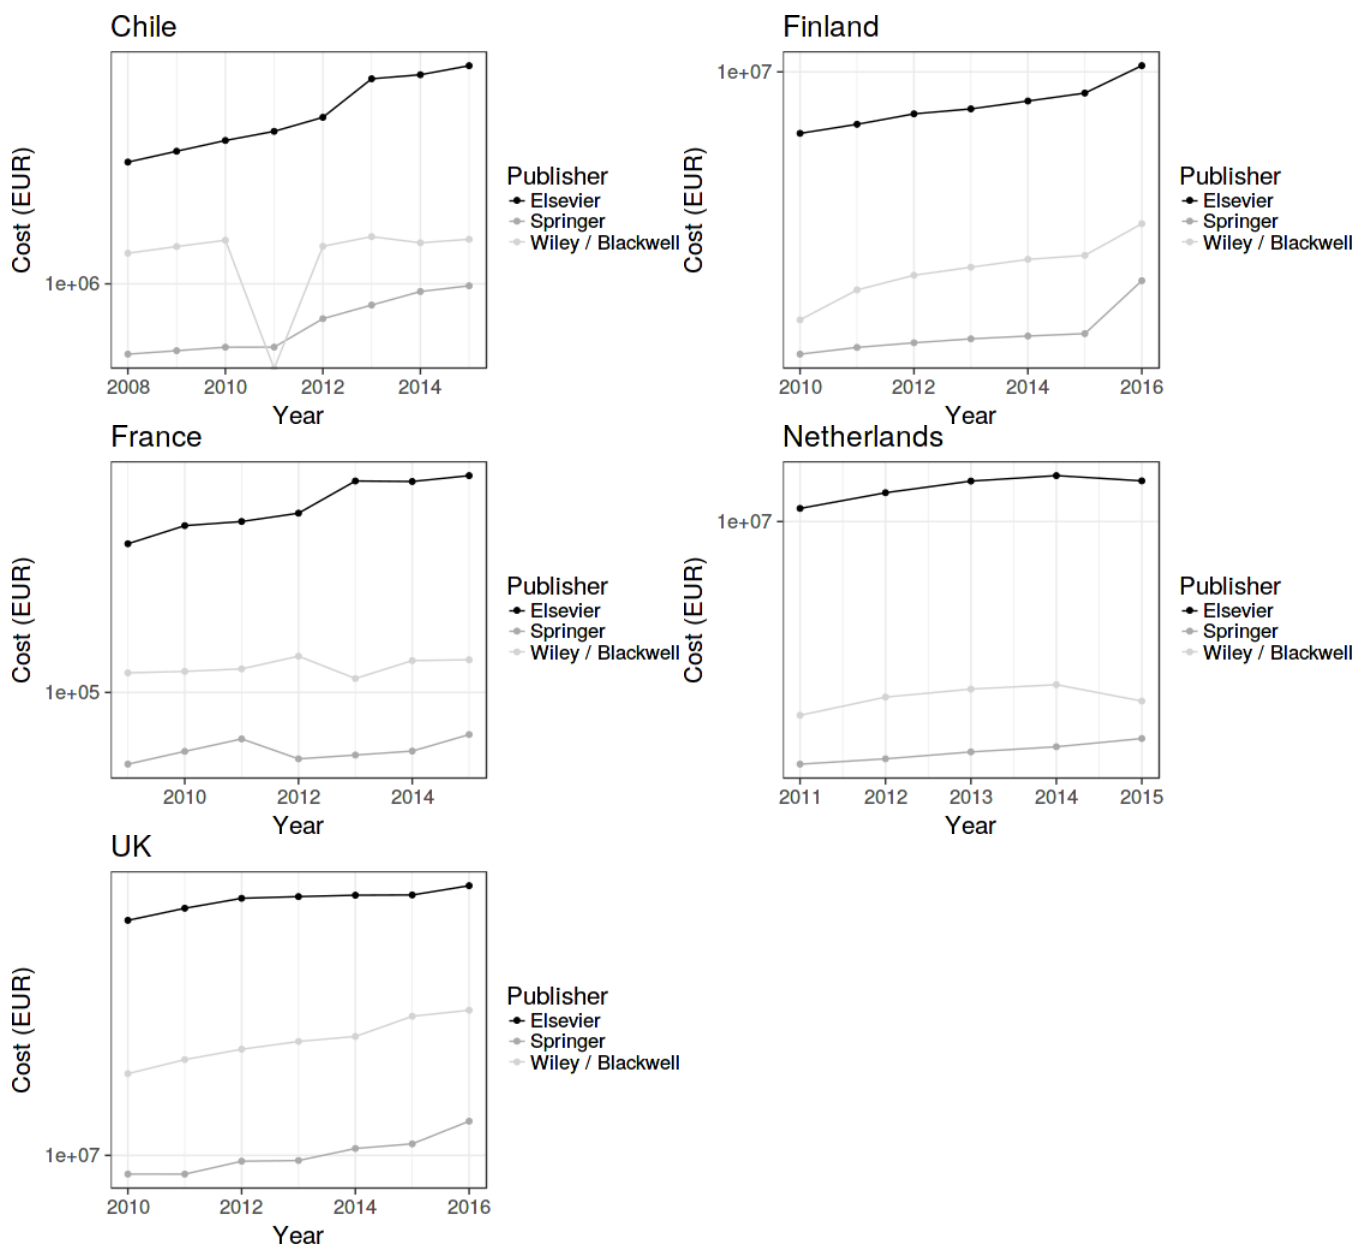 Chile
Cost (EUR)
1e+06
2008 2010 2012 2014
Year
Publisher
Elsevier
Springer
Wiley / Blackwell
Finland
Cost (EUR)
1e+07
2010 2012 2014 2016
Year
Publisher
Elsevier
Springer
Wiley / Blackwell
France
Cost (EUR)
1e+05
2010 2012 2014
Year
Publisher
Elsevier
Springer
Wiley / Blackwell
Netherlands
Cost (EUR)
1e+07
2011 2012 2013 2014 2015
Year
Publisher
Elsevier
Springer
Wiley / Blackwell
UK
Cost (EUR)
1e+07
2010 2012 2014 2016
Year
Publisher
Elsevier
Springer
Wiley / Blackwell